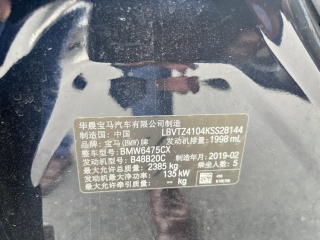 华晨宝马汽车有限公司制造
制造国：中国 LBVTZ4104KSS28144
品牌：宝马(BMW)牌 发动机排量：1998 mL
整车型号：BMW6475CX
发动机型号：B48B20C 制造年月：2019-02
最大允许总质量：2385 kg 乘坐人数：5
发动机最大净功率：135 kW
最大允许牵引质量：-- kg